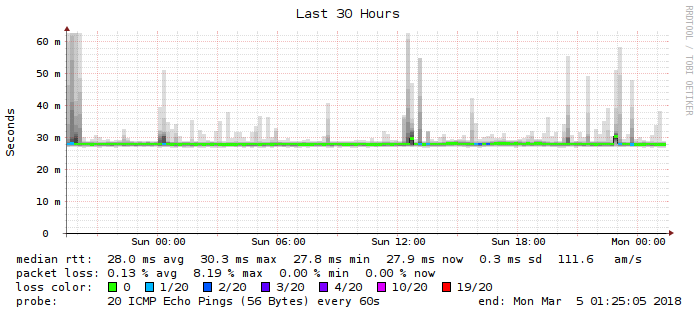 Last 30 Hours
RRDTOOL / TOBI OETIKER
Seconds
60 m
50 m
40 m
30 m
20 m
10 m
0
Sun 00:00 Sun 06:00 Sun 12:00 Sun 18:00 Mon 00:00
median rtt: 28.0 ms avg 30.3 ms max 27.8 ms min 27.9 ms now 0.3 ms sd 111.6 am/s
packet loss: 0.13 % avg 8.19 % max 0.00 % min 0.00 % now
loss color: 0 1/20 2/20 3/20 4/20 10/20 19/20
probe: 20 ICMP Echo Pings (56 Bytes) every 60s end: Mon Mar 5 01:25:05 2018